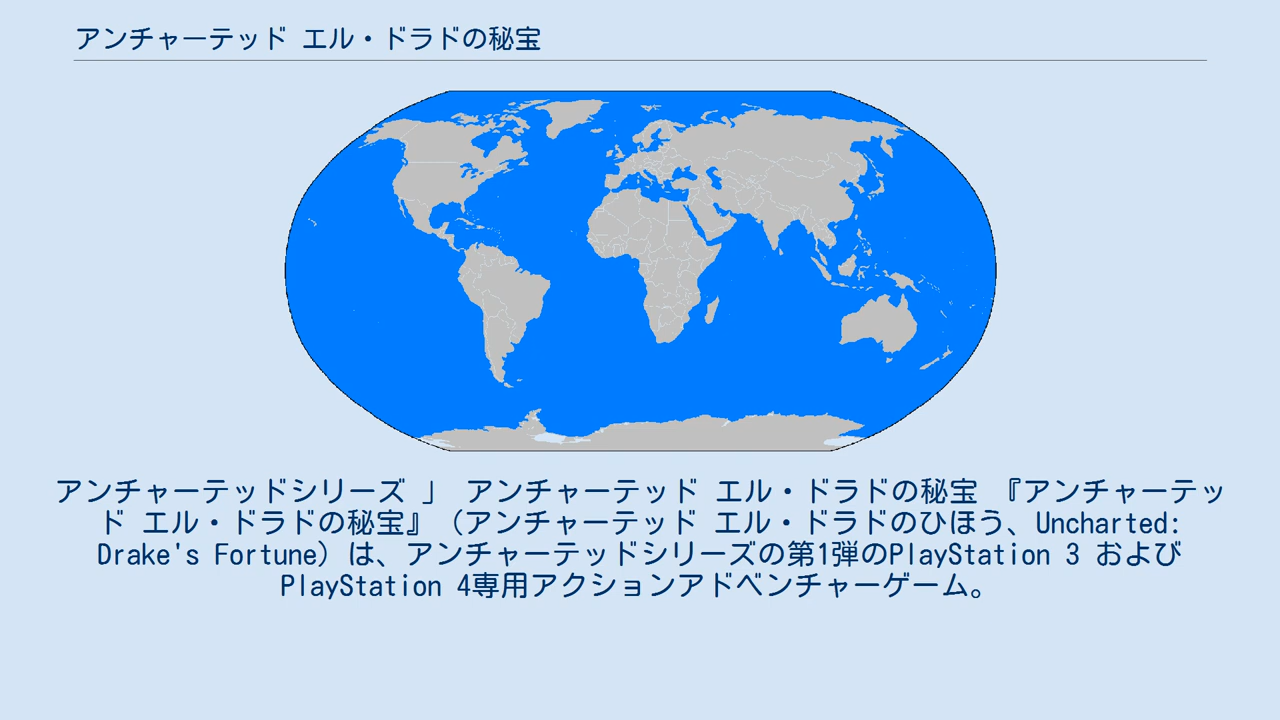 アンチャーテッド エル・ドラドの秘宝
アンチャーテッドシリーズ 」 アンチャーテッド エル・ドラドの秘宝 『アンチャーテッ
ド エル・ドラドの秘宝』（アンチャーテッド エル・ドラドのひほう、Uncharted:
Drake's Fortune）は、アンチャーテッドシリーズの第1弾のPlayStation 3 および
PlayStation 4専用アクションアドベンチャーゲーム。